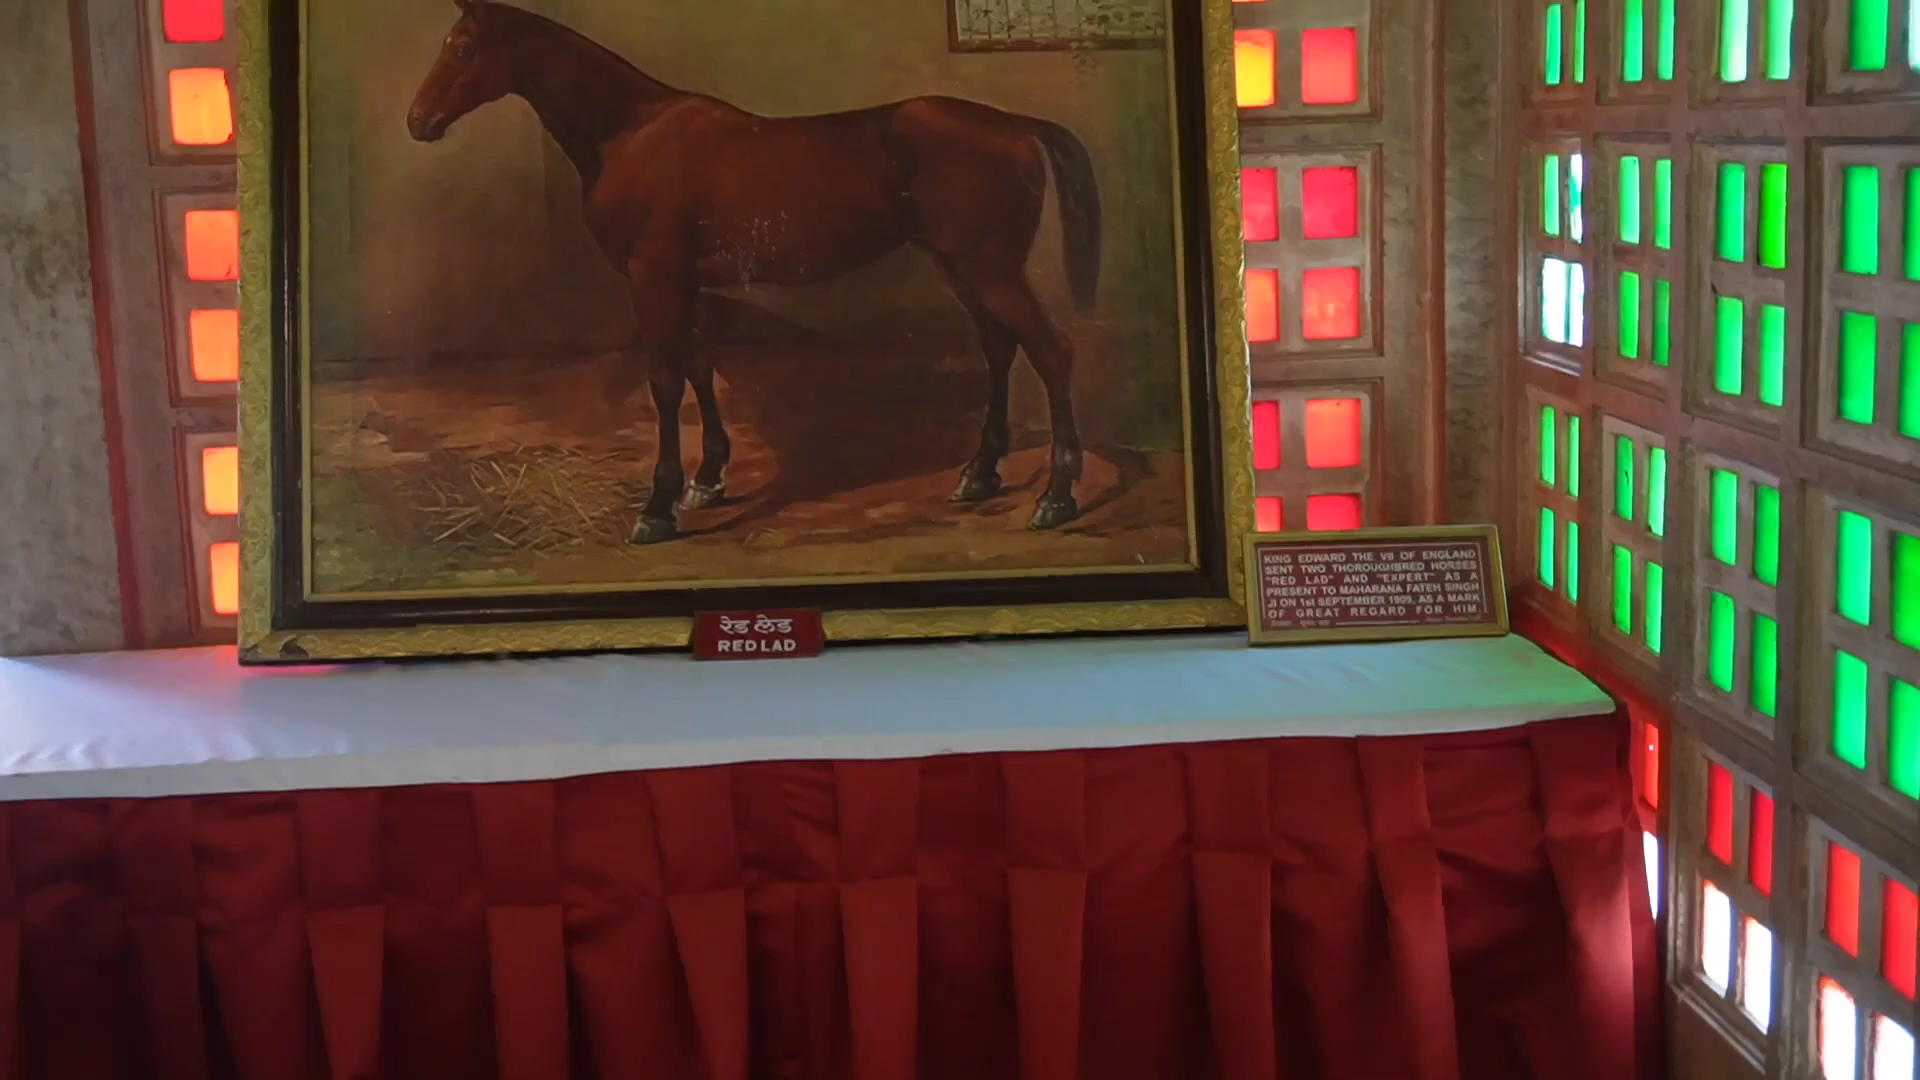 रेड लेड
RED LAD
KING EDWARD THE VII OF ENGLAND
SENT TWO THOROUGHBRED HORSES
"RED LAD" AND "EXPERT" AS A
PRESENT TO MAHARANA FATEH SINGH
JI ON 1st SEPTEMBER 1909, AS A MARK
OF GREAT REGARD FOR HIM.